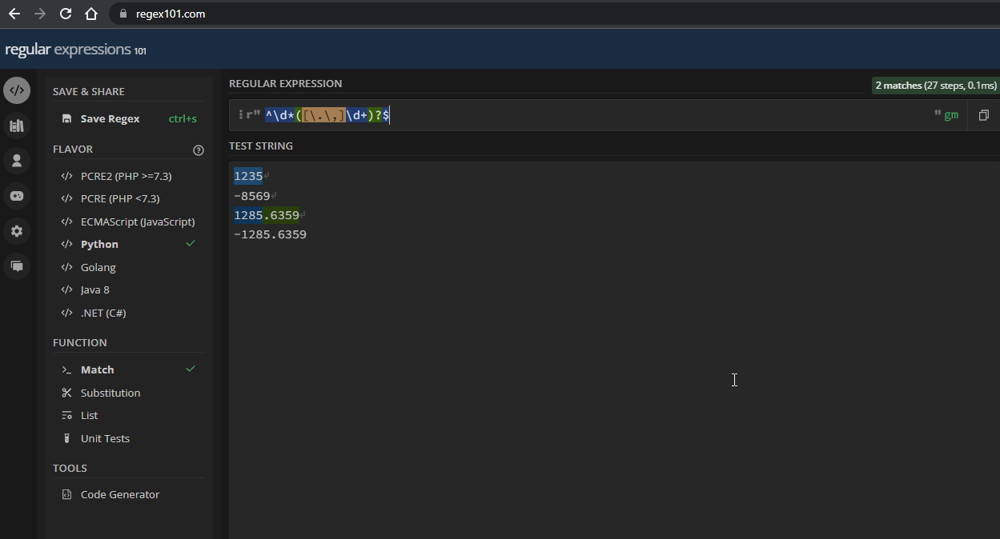 regex101.com
regular expressions 101
SAVE & SHARE
Save Regex ctrl+s
FLAVOR
</> PCRE2 (PHP >=7.3)
</> PCRE (PHP <7.3)
</> ECMAScript (JavaScript)
</> Python
</> Golang
</> Java 8
</> .NET (C#)
FUNCTION
Match
Substitution
List
Unit Tests
TOOLS
Code Generator
REGULAR EXPRESSION
2 matches (27 steps, 0.1ms)
r" ^\d*([\.\,]\d+)?$ " gm
TEST STRING
1235
-8569
1285.6359
-1285.6359